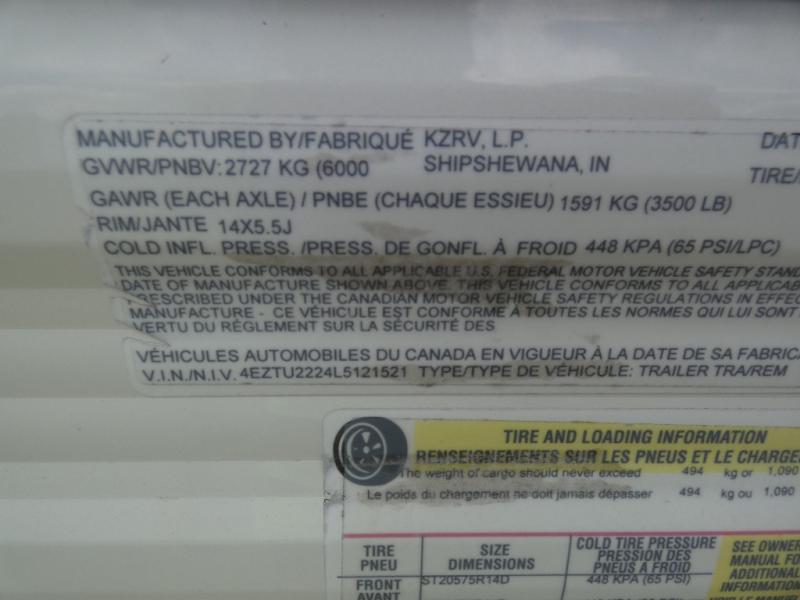 MANUFACTURED BY/FABRIQUÉ KZRV, L.P. DAT
GVWR/PNBV: 2727 KG (6000 SHIPSHEWANA, IN TIRE/
GAWR (EACH AXLE) / PNBE (CHAQUE ESSIEU) 1591 KG (3500 LB)
RIM/JANTE 14X5.5J
COLD INFL. PRESS. /PRESS. DE GONFL. À FROID 448 KPA (65 PSI/LPC)
THIS VEHICLE CONFORMS TO ALL APPLICABLE U.S. FEDERAL MOTOR VEHICLE SAFETY STAND
DATE OF MANUFACTURE SHOWN ABOVE. THIS VEHICLE CONFORMS TO ALL APPLICAB
PRESCRIBED UNDER THE CANADIAN MOTOR VEHICLE SAFETY REGULATIONS IN EFFEC
MANUFACTURE - CE VÉHICULE EST CONFORME À TOUTES LES NORMES QUI LUI SONT
VERTU DU RÉGLEMENT SUR LA SÉCURITÉ DES
VÉHICULES AUTOMOBILES DU CANADA EN VIGUEUR À LA DATE DE SA FABRICA
V.I.N./N.I.V. 4EZTU2224L5121521 TYPE/TYPE DE VÉHICULE: TRAILER TRA/REM
TIRE AND LOADING INFORMATION
RENSEIGNEMENTS SUR LES PNEUS ET LE CHARGE
The weight of cargo should never exceed 494 kg or 1,090
Le poids du chargement ne doit jamais dépasser 494 kg ou 1,090
TIRE PNEU
SIZE DIMENSIONS
COLD TIRE PRESSURE
PRESSION DES
PNEUS A FROID
SEE OWNER
MANUAL FOR
ADDITIONAL
INFORMATION
FRONT
AVANT
ST20575R14D
448 KPA (65 PSI)